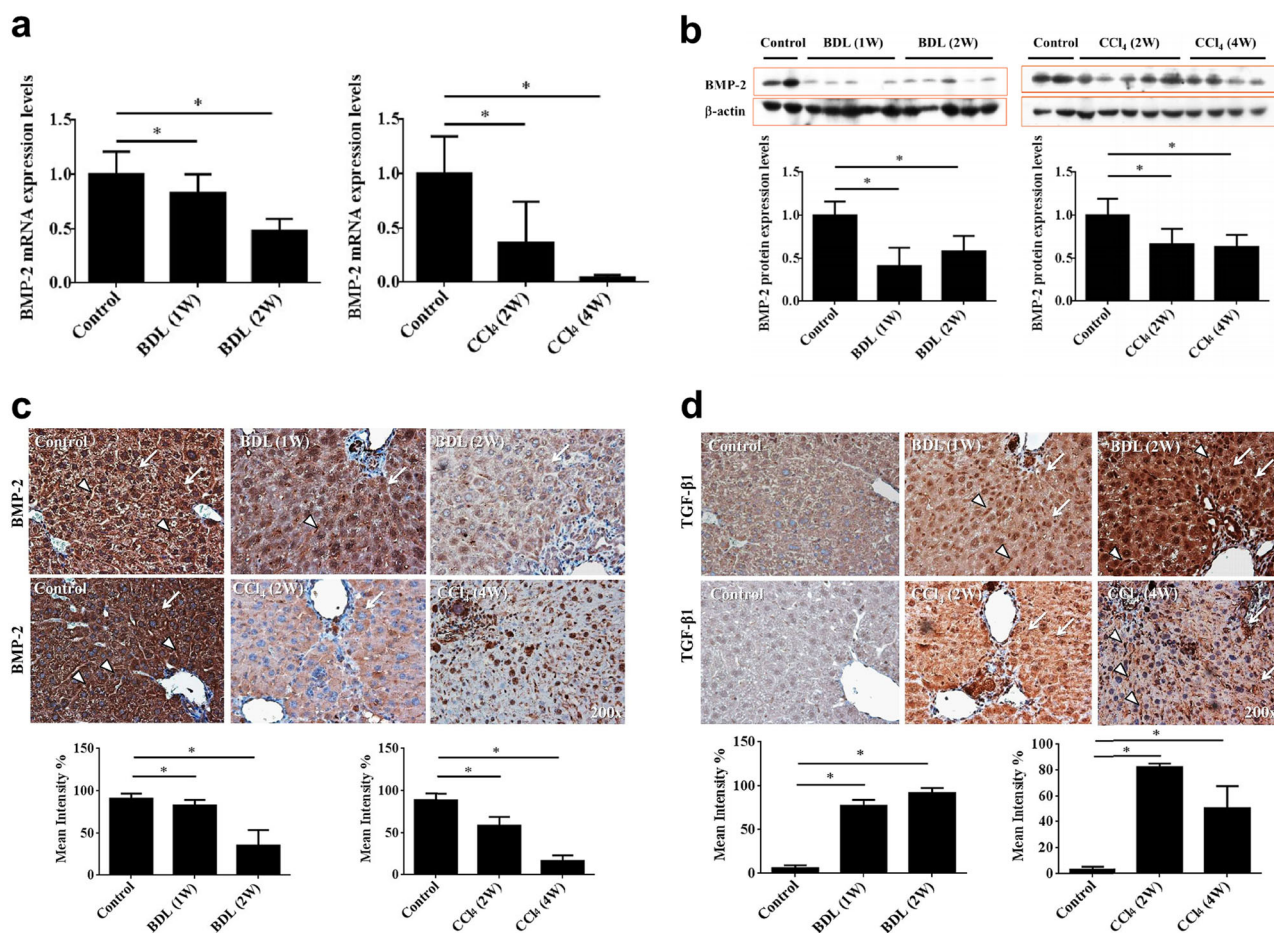 a
BMP-2 mRNA expression levels
1.5
1.0
0.5
0.0
*
*
Control
BDL (1W)
BDL (2W)
BMP-2 mRNA expression levels
1.5
1.0
0.5
0.0
*
*
Control
CCl₄ (2W)
CCl₄ (4W)
b
Control BDL (1W) BDL (2W)
Control CCl₄ (2W) CCl₄ (4W)
BMP-2
β-actin
BMP-2 protein expression levels
1.5
1.0
0.5
0.0
*
*
Control
BDL (1W)
BDL (2W)
BMP-2 protein expression levels
1.5
1.0
0.5
0.0
*
*
Control
CCl₄ (2W)
CCl₄ (4W)
c
BMP-2
Control
BDL (1W)
BDL (2W)
BMP-2
Control
CCl₄ (2W)
CCl₄ (4W)
200x
Mean Intensity %
150
100
50
0
*
*
Control
BDL (1W)
BDL (2W)
Mean Intensity %
150
100
50
0
*
*
Control
CCl₄ (2W)
CCl₄ (4W)
d
TGF-β1
Control
BDL (1W)
BDL (2W)
TGF-β1
Control
CCl₄ (2W)
CCl₄ (4W)
200x
Mean Intensity %
150
100
50
0
*
*
Control
BDL (1W)
BDL (2W)
Mean Intensity %
100
80
60
40
20
0
*
*
Control
CCl₄ (2W)
CCl₄ (4W)